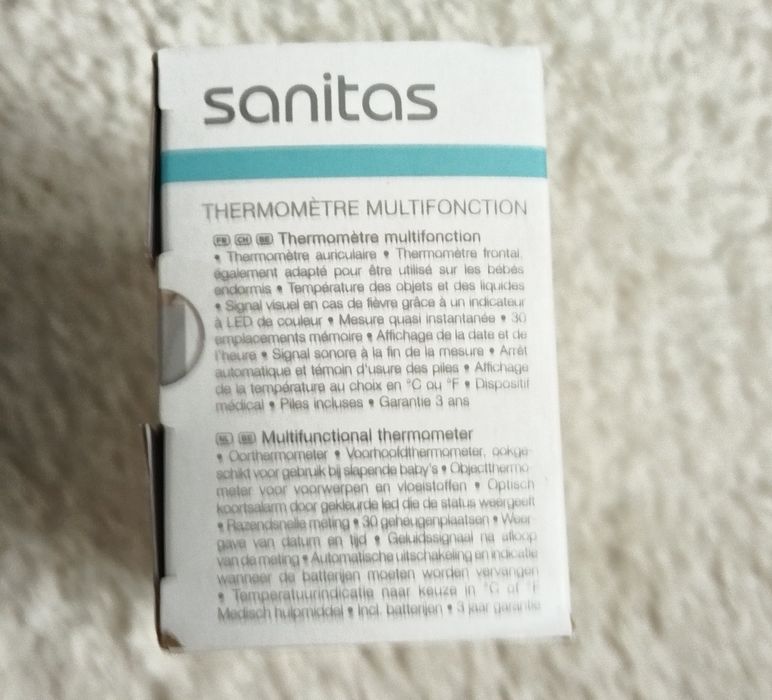 sanitas
THERMOMÈTRE MULTIFONCTION
FR CH BE Thermomètre multifonction
• Thermomètre auriculaire • Thermomètre frontal,
également adapté pour être utilisé sur les bébés
endormis • Température des objets et des liquides
• Signal visuel en cas de fièvre grâce à un indicateur
à LED de couleur • Mesure quasi instantanée • 30
emplacements mémoire • Affichage de la date et de
l'heure • Signal sonore à la fin de la mesure • Arrêt
automatique et témoin d'usure des piles • Affichage
de la température au choix en °C ou °F • Dispositif
médical • Piles incluses • Garantie 3 ans
NL BE Multifunctional thermometer
• Oorthermometer • Voorhoofdthermometer, ookge-
schikt voor gebruik bij slapende baby's • Objectthermo-
meter voor voorwerpen en vloeistoffen • Optisch
koortsalarm door gekleurde led die de status weergeeft
• Razendsnelle meting • 30 geheugenplaatsen • Weer-
gave van datum en tijd • Geluidssignaal na afloop
van de meting • Automatische uitschakeling en indicatie
wanneer de batterijen moeten worden vervangen
• Temperatuurindicatie naar keuze in °C of °F
Medisch hulpmiddel • Incl. batterijen • 3 jaar garantie